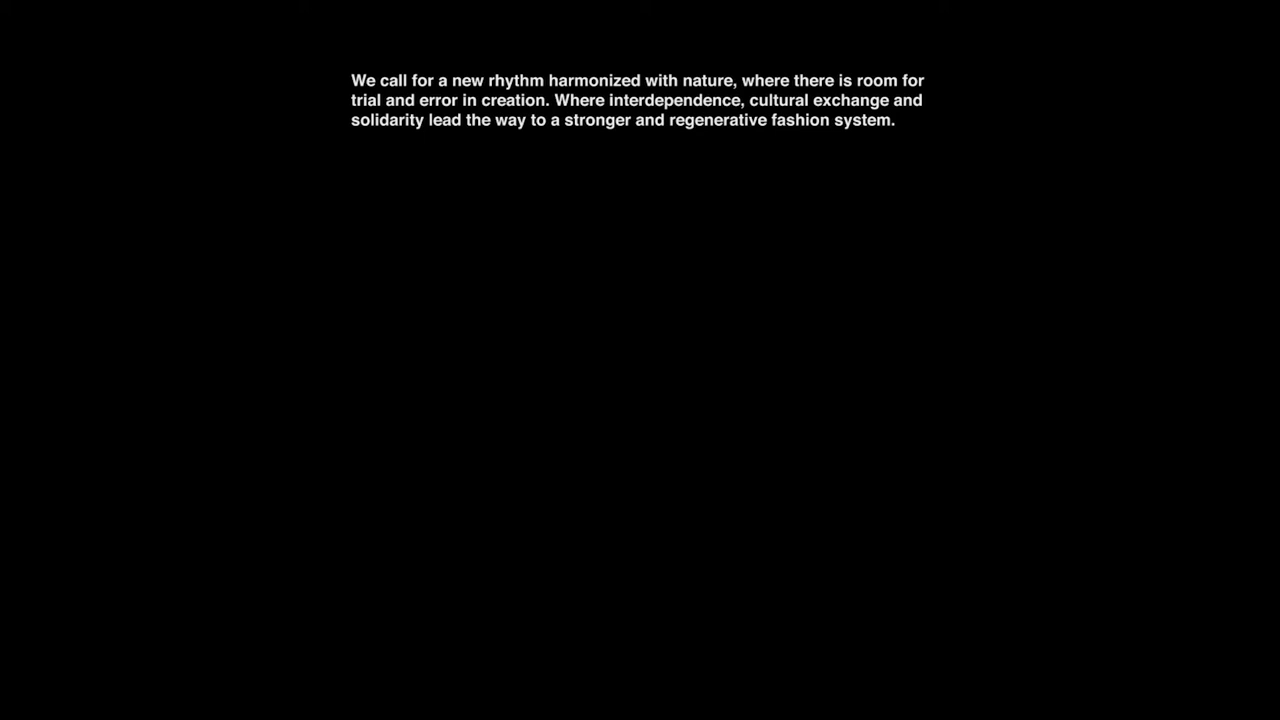 We call for a new rhythm harmonized with nature, where there is room for
trial and error in creation. Where interdependence, cultural exchange and
solidarity lead the way to a stronger and regenerative fashion system.